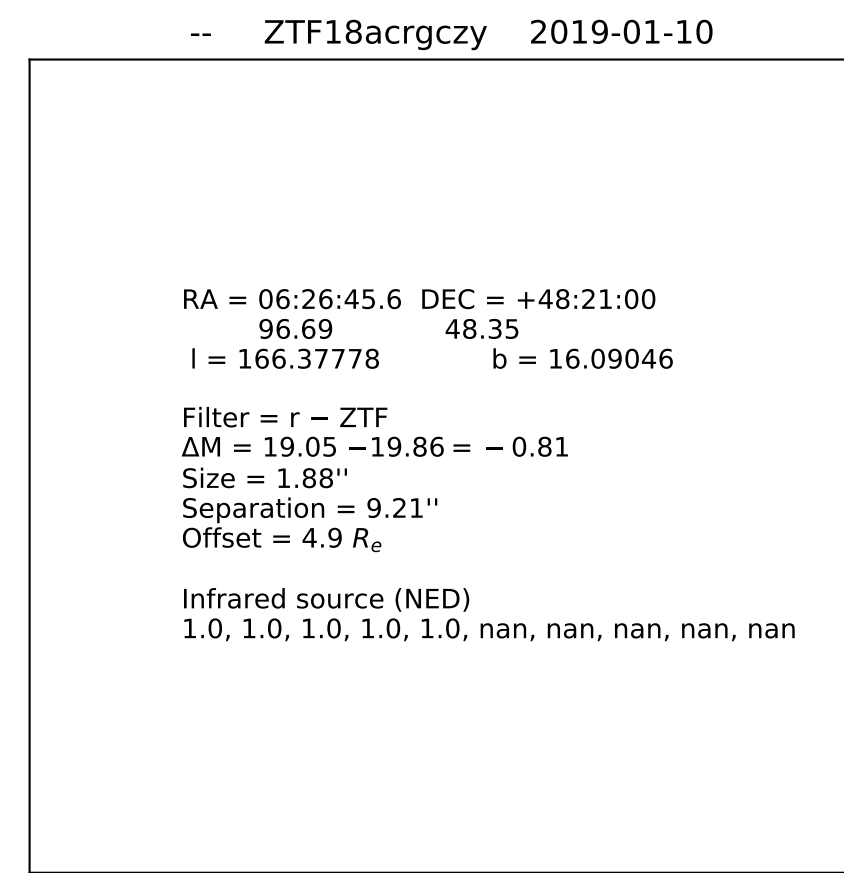 -- ZTF18acrgczy 2019-01-10
RA = 06:26:45.6 DEC = +48:21:00
96.69 48.35
l = 166.37778 b = 16.09046
Filter = r − ZTF
ΔM = 19.05 −19.86 = − 0.81
Size = 1.88''
Separation = 9.21''
Offset = 4.9 Re
Infrared source (NED)
1.0, 1.0, 1.0, 1.0, 1.0, nan, nan, nan, nan, nan